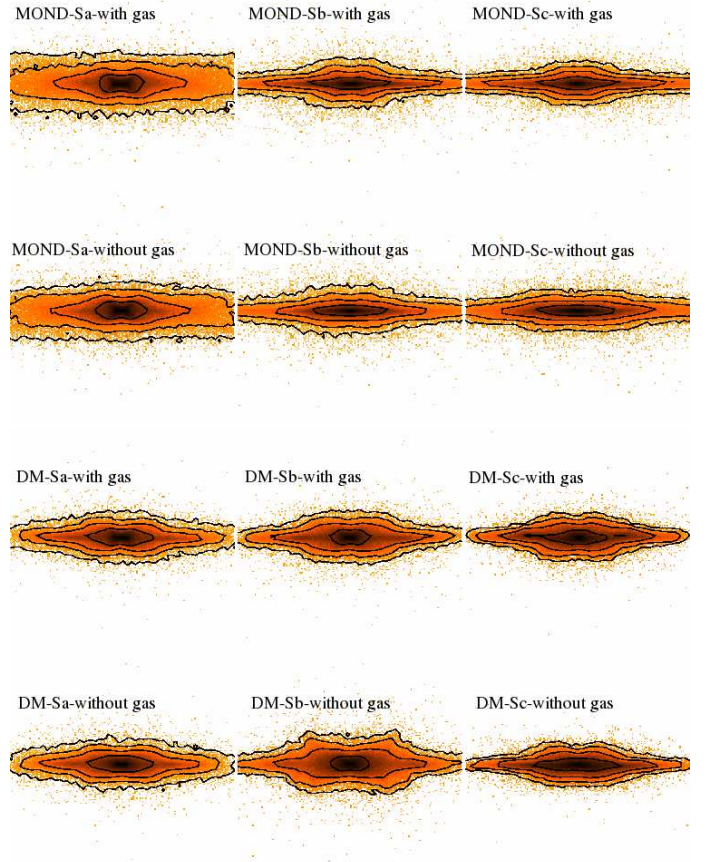 MOND-Sa-with gas
MOND-Sb-with gas
MOND-Sc-with gas
MOND-Sa-without gas
MOND-Sb-without gas
MOND-Sc-without gas
DM-Sa-with gas
DM-Sb-with gas
DM-Sc-with gas
DM-Sa-without gas
DM-Sb-without gas
DM-Sc-without gas